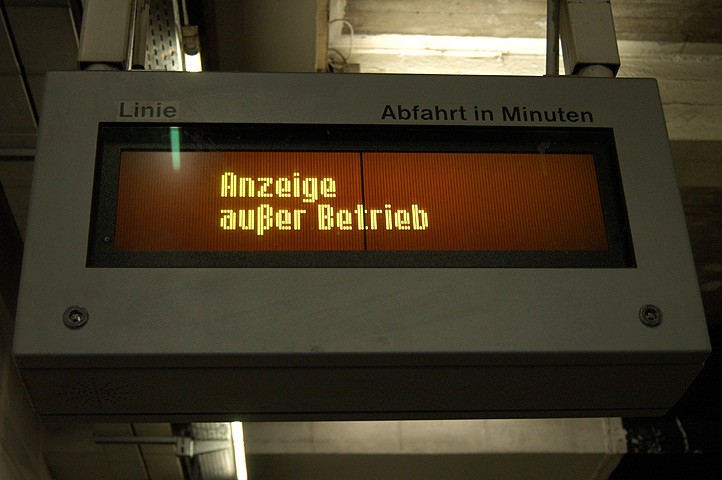 Linie Abfahrt in Minuten
Anzeige
außer Betrieb